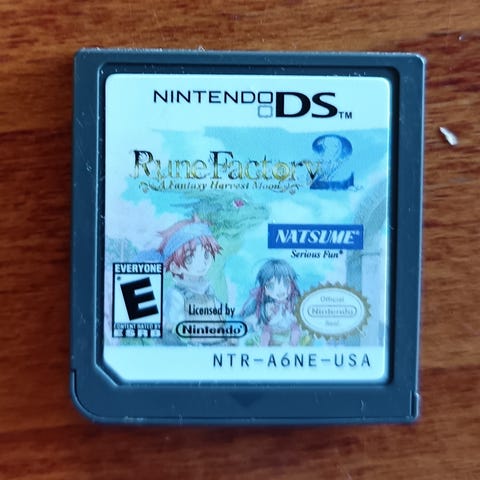 NINTENDO DS™
Rune Factory 2
A Fantasy Harvest Moon
NATSUME®
Serious Fun
EVERYONE
E
CONTENT RATED BY
ESRB
Licensed by
Nintendo®
Official
Nintendo
Seal
NTR-A6NE-USA